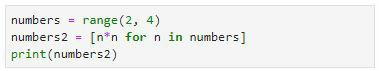 numbers = range(2, 4)
numbers2 = [n*n for n in numbers]
print(numbers2)